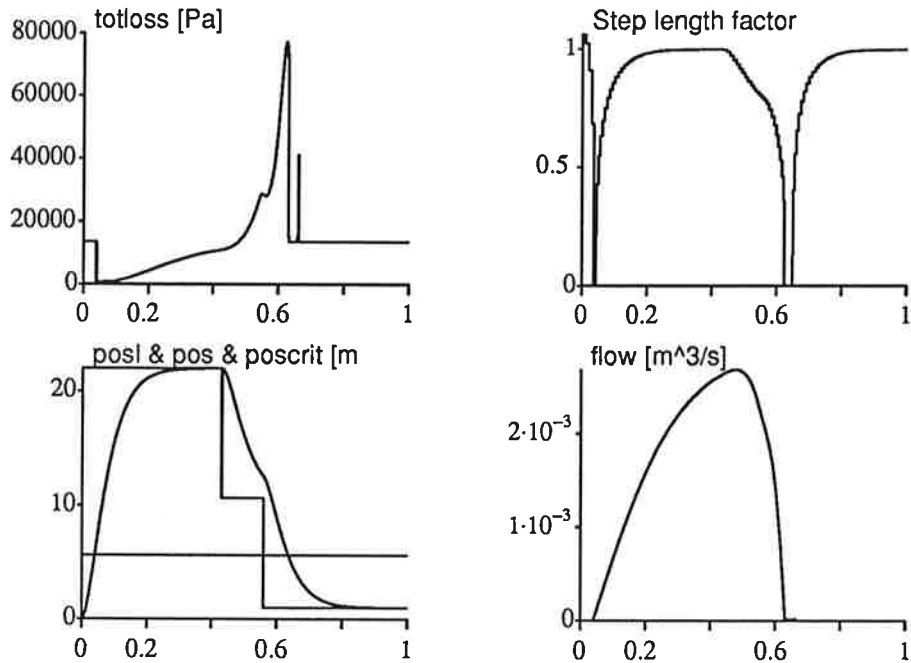 totloss [Pa]
80000
60000
40000
20000
0
0 0.2 0.6 1
Step length factor
1
0.5
0
0 0.2 0.6 1
posl & pos & poscrit [m
20
10
0
0 0.2 0.6 1
flow [m^3/s]
2·10⁻³
1·10⁻³
0
0 0.2 0.6 1